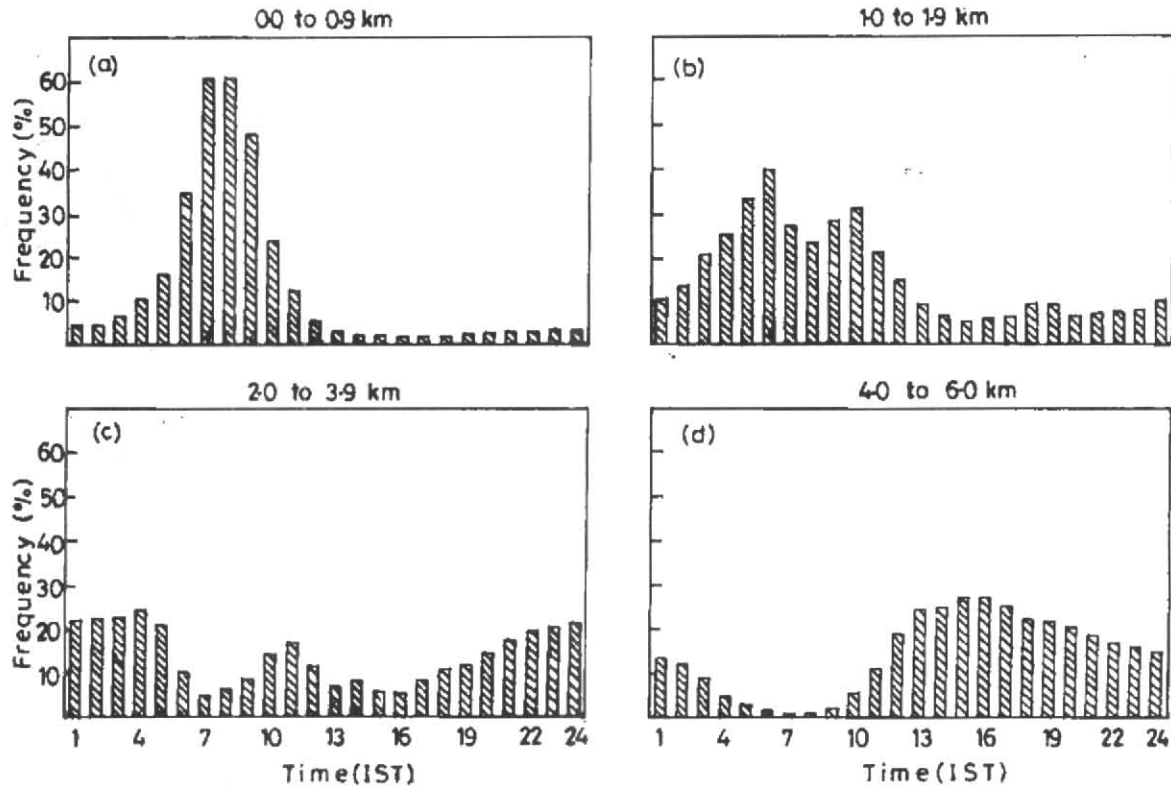 0·0 to 0·9 km
1·0 to 1·9 km
(a)
(b)
Frequency (%)
60
50
40
30
20
10
2·0 to 3·9 km
4·0 to 6·0 km
(c)
(d)
Frequency (%)
60
50
40
30
20
10
1 4 7 10 13 16 19 22 24
1 4 7 10 13 16 19 22 24
Time(IST)
Time(IST)